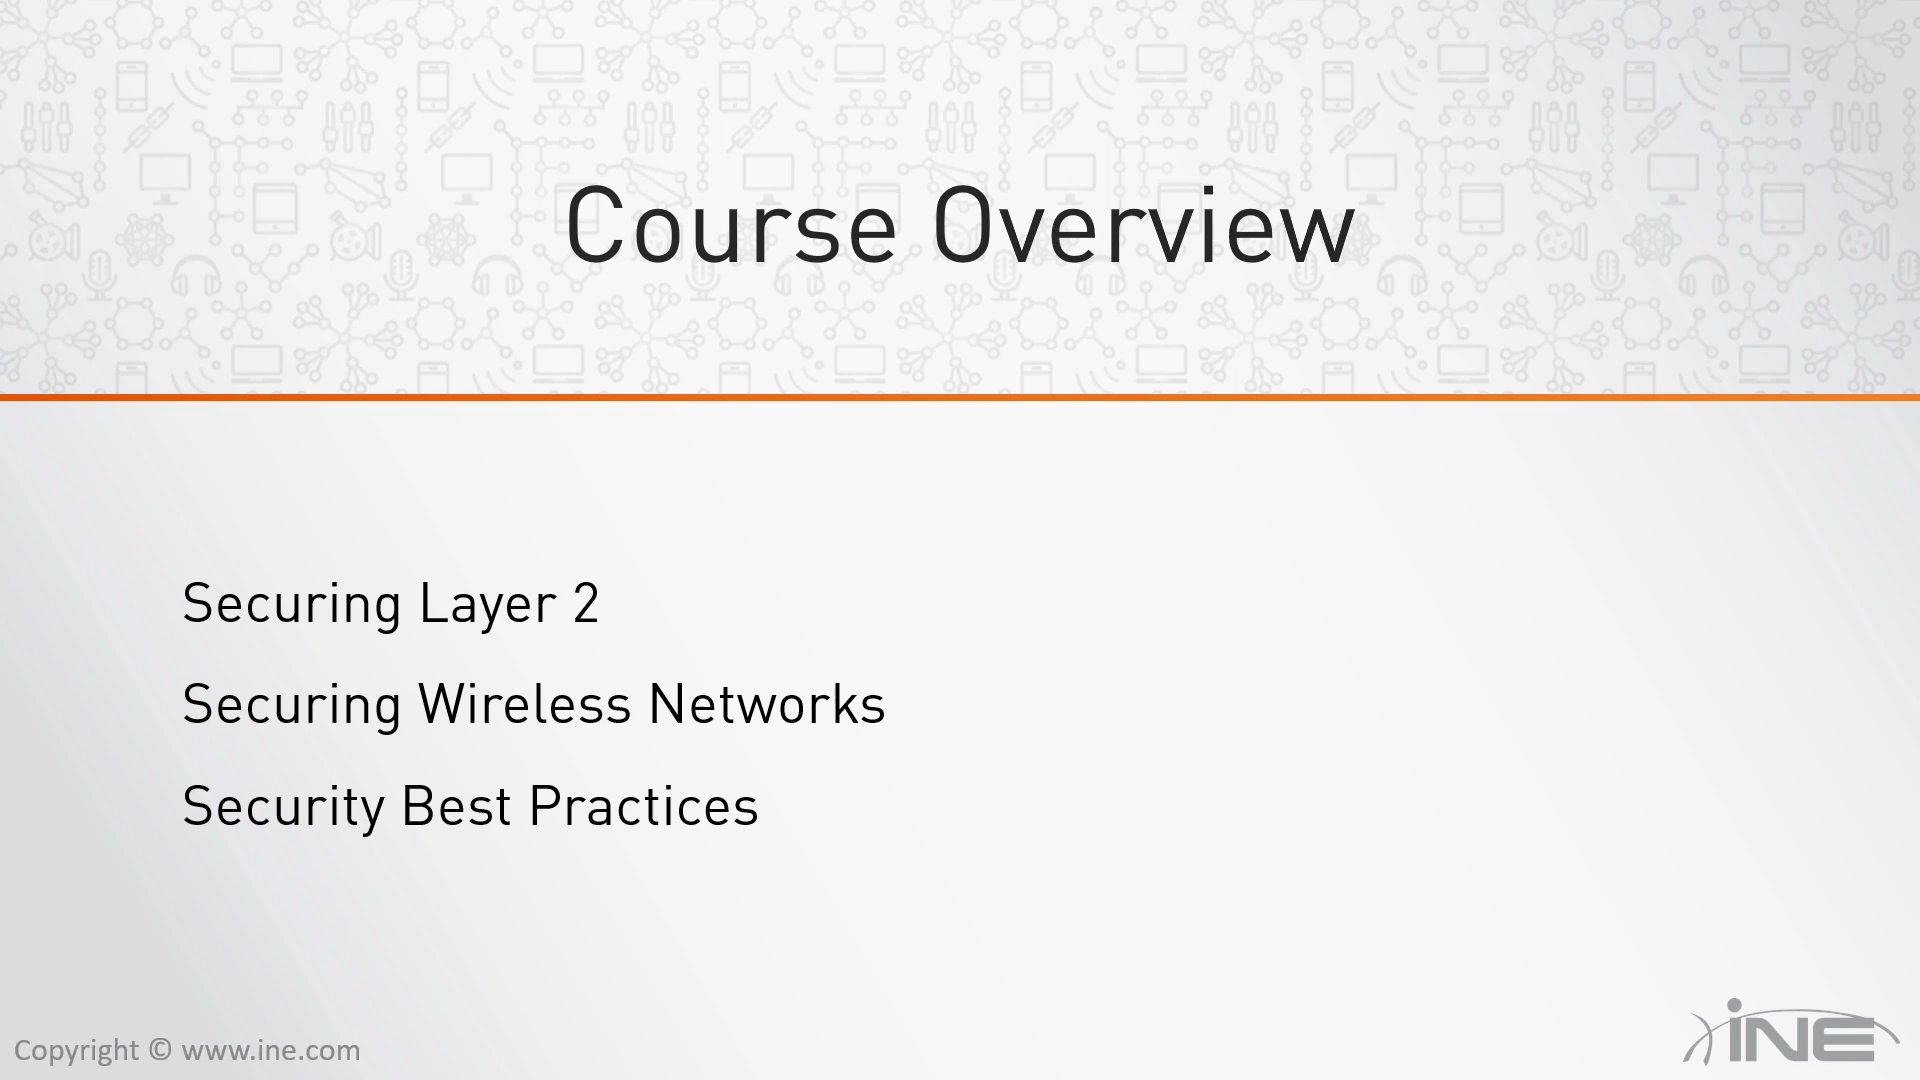 Course Overview
Securing Layer 2
Securing Wireless Networks
Security Best Practices
Copyright © www.ine.com
iNE